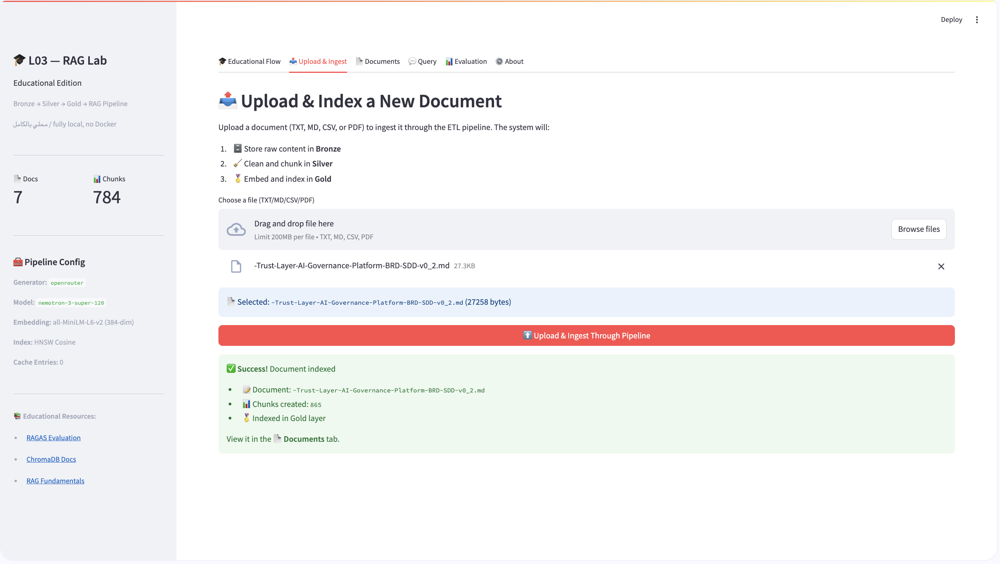 Deploy
🎓 L03 — RAG Lab
Educational Edition
Bronze → Silver → Gold → RAG Pipeline
محلي بالكامل / fully local, no Docker
📄 Docs
7
📊 Chunks
784
🧰 Pipeline Config
Generator: openrouter
Model: nemotron-3-super-120
Embedding: all-MiniLM-L6-v2 (384-dim)
Index: HNSW Cosine
Cache Entries: 0
📚 Educational Resources:
• RAGAS Evaluation
• ChromaDB Docs
• RAG Fundamentals
🎓 Educational Flow 📤 Upload & Ingest 📄 Documents 💬 Query 📊 Evaluation ⚙️ About
📤 Upload & Index a New Document
Upload a document (TXT, MD, CSV, or PDF) to ingest it through the ETL pipeline. The system will:
1. 🗄️ Store raw content in Bronze
2. 🧹 Clean and chunk in Silver
3. 🏅 Embed and index in Gold
Choose a file (TXT/MD/CSV/PDF)
Drag and drop file here
Limit 200MB per file • TXT, MD, CSV, PDF
Browse files
-Trust-Layer-AI-Governance-Platform-BRD-SDD-v0_2.md 27.3KB
📄 Selected: -Trust-Layer-AI-Governance-Platform-BRD-SDD-v0_2.md (27258 bytes)
⬆️ Upload & Ingest Through Pipeline
✅ Success! Document indexed
• 📝 Document: -Trust-Layer-AI-Governance-Platform-BRD-SDD-v0_2.md
• 📊 Chunks created: 865
• 🏅 Indexed in Gold layer
View it in the 📄 Documents tab.